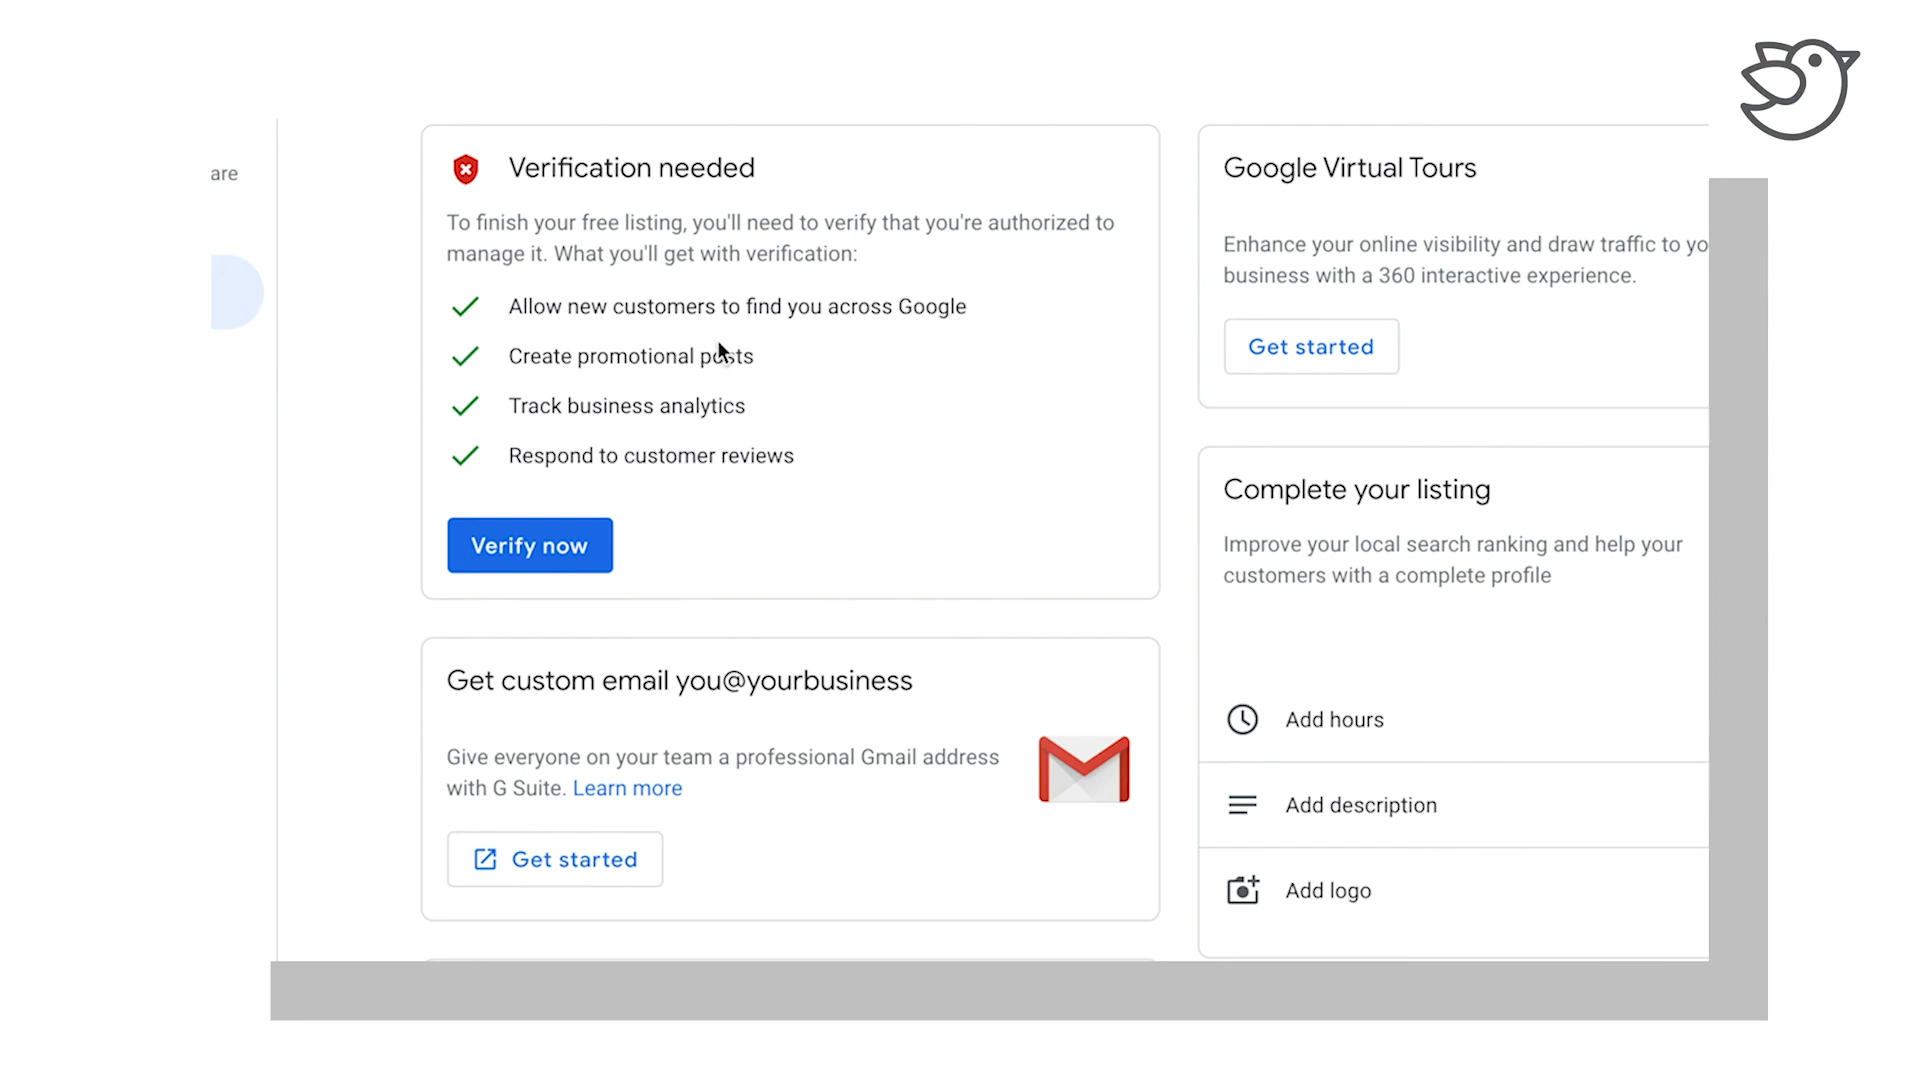 are
Verification needed
To finish your free listing, you'll need to verify that you're authorized to
manage it. What you'll get with verification:
Allow new customers to find you across Google
Create promotional posts
Track business analytics
Respond to customer reviews
Verify now
Get custom email you@yourbusiness
Give everyone on your team a professional Gmail address
with G Suite. Learn more
Get started
Google Virtual Tours
Enhance your online visibility and draw traffic to yo
business with a 360 interactive experience.
Get started
Complete your listing
Improve your local search ranking and help your
customers with a complete profile
Add hours
Add description
Add logo